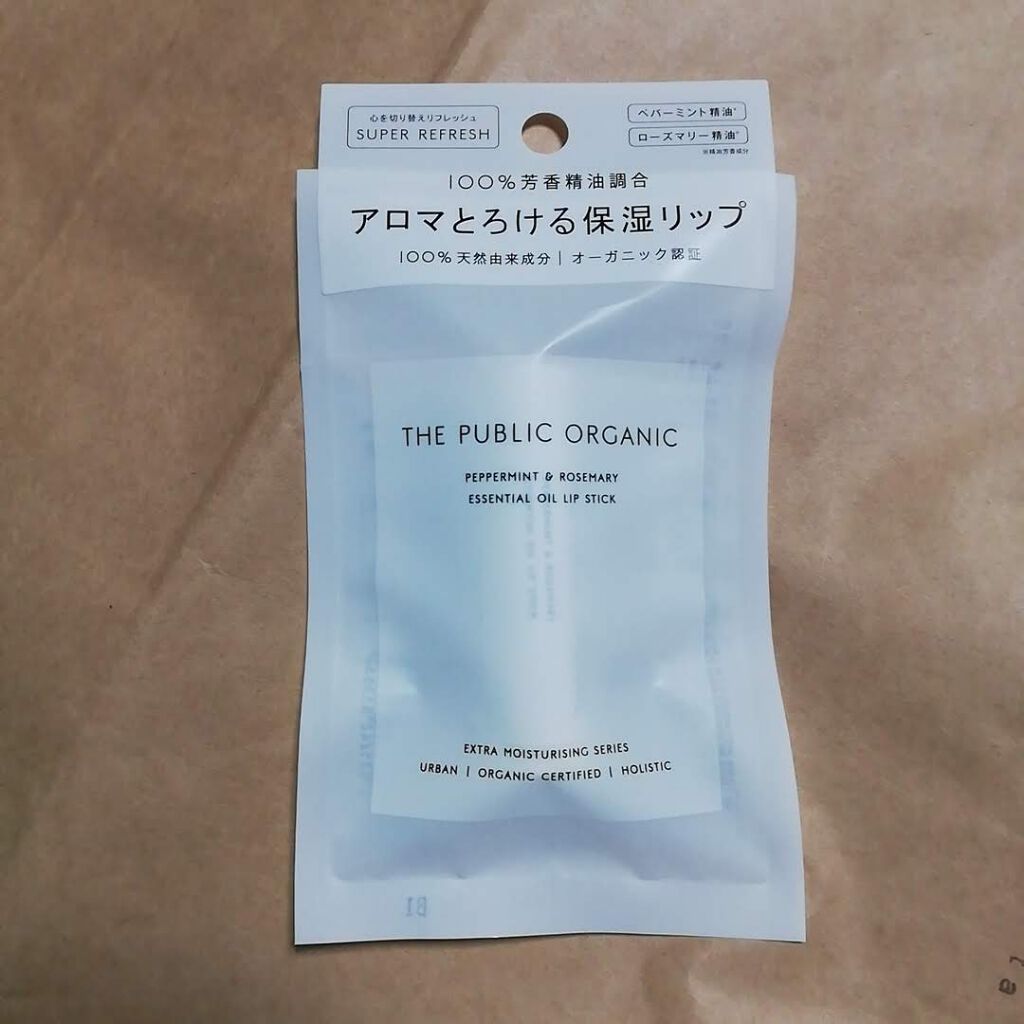 心を切り替えリフレッシュ
SUPER REFRESH
ペパーミント精油*
ローズマリー精油*
※精油芳香成分
100%芳香精油調合
アロマとろける保湿リップ
100%天然由来成分|オーガニック認証
THE PUBLIC ORGANIC
PEPPERMINT & ROSEMARY
ESSENTIAL OIL LIP STICK
EXTRA MOISTURISING SERIES
URBAN | ORGANIC CERTIFIED | HOLISTIC